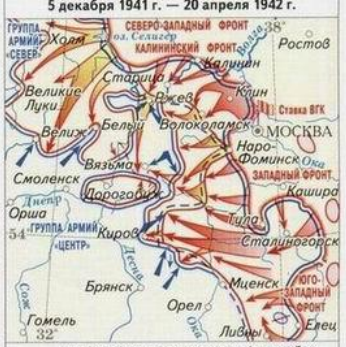 5 декабря 1941 г. — 20 апреля 1942 г.
ГРУППА
АРМИЙ
«СЕВЕР»
Холм
СЕВЕРО-ЗАПАДНЫЙ ФРОНТ
38°
оз. Селигер
КАЛИНИНСКИЙ ФРОНТ
Волга
Ростов
Калинин
Старица
Великие
Луки
Ржев
Клин
Ставка ВГК
Велиж
Белый
Волоколамск
МОСКВА
Наро-
Фоминск
Ока
Вязьма
ЗАПАДНЫЙ ФРОНТ
Смоленск
Дорогобуж
Кашира
Днепр
Орша
Тула
54°
ГРУППА АРМИЙ
«ЦЕНТР»
Киров
Сталиногорск
Десна
Брянск
Мценск
ЮГО-
ЗАПАДНЫЙ
ФРОНТ
Сож
Орел
Гомель
32°
Ока
Ливны
Елец